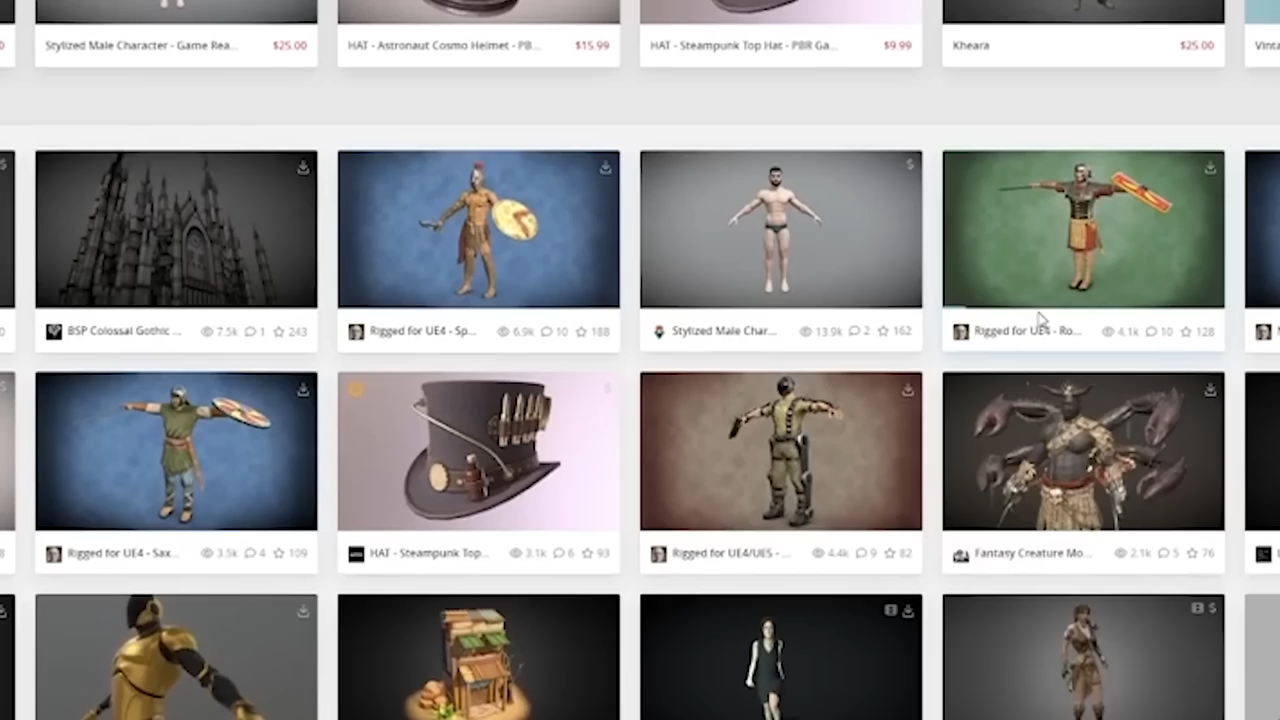 Stylized Male Character - Game Rea... $25.00
HAT - Astronaut Cosmo Helmet - PB... $15.99
HAT - Steampunk Top Hat - PBR Ga... $9.99
Kheara $25.00
BSP Colossal Gothic ... 7.5k 1 243
Rigged for UE4 - Sp... 6.9k 10 188
Stylized Male Char... 13.9k 2 162
Rigged for UE4 - Ro... 4.1k 10 128
Rigged for UE4 - Sax... 3.5k 4 109
HAT - Steampunk Top... 3.1k 6 93
Rigged for UE4/UE5 - ... 4.4k 9 82
Fantasy Creature Mo... 2.1k 5 76